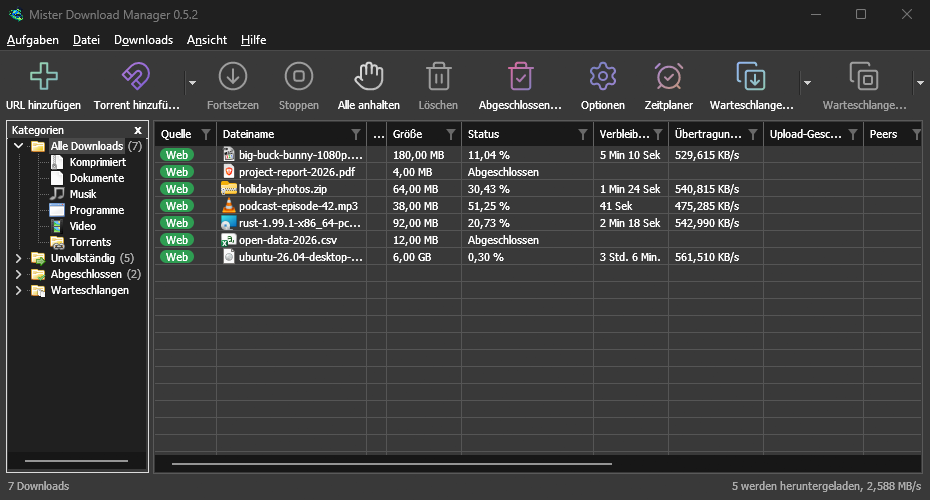 Mister Download Manager 0.5.2
Aufgaben Datei Downloads Ansicht Hilfe
URL hinzufügen Torrent hinzufü... Fortsetzen Stoppen Alle anhalten Löschen Abgeschlossen... Optionen Zeitplaner Warteschlange... Warteschlange...
Kategorien x
Alle Downloads (7)
Komprimiert
Dokumente
Musik
Programme
Video
Torrents
Unvollständig (5)
Abgeschlossen (2)
Warteschlangen
Quelle Dateiname ... Größe Status Verbleib... Übertragun... Upload-Gesc... Peers
Web big-buck-bunny-1080p.... 180,00 MB 11,04 % 5 Min 10 Sek 529,615 KB/s
Web project-report-2026.pdf 4,00 MB Abgeschlossen
Web holiday-photos.zip 64,00 MB 30,43 % 1 Min 24 Sek 540,815 KB/s
Web podcast-episode-42.mp3 38,00 MB 51,25 % 41 Sek 475,285 KB/s
Web rust-1.99.1-x86_64-pc... 92,00 MB 20,73 % 2 Min 18 Sek 542,990 KB/s
Web open-data-2026.csv 12,00 MB Abgeschlossen
Web ubuntu-26.04-desktop-... 6,00 GB 0,30 % 3 Std. 6 Min. 561,510 KB/s
7 Downloads 5 werden heruntergeladen, 2,588 MB/s